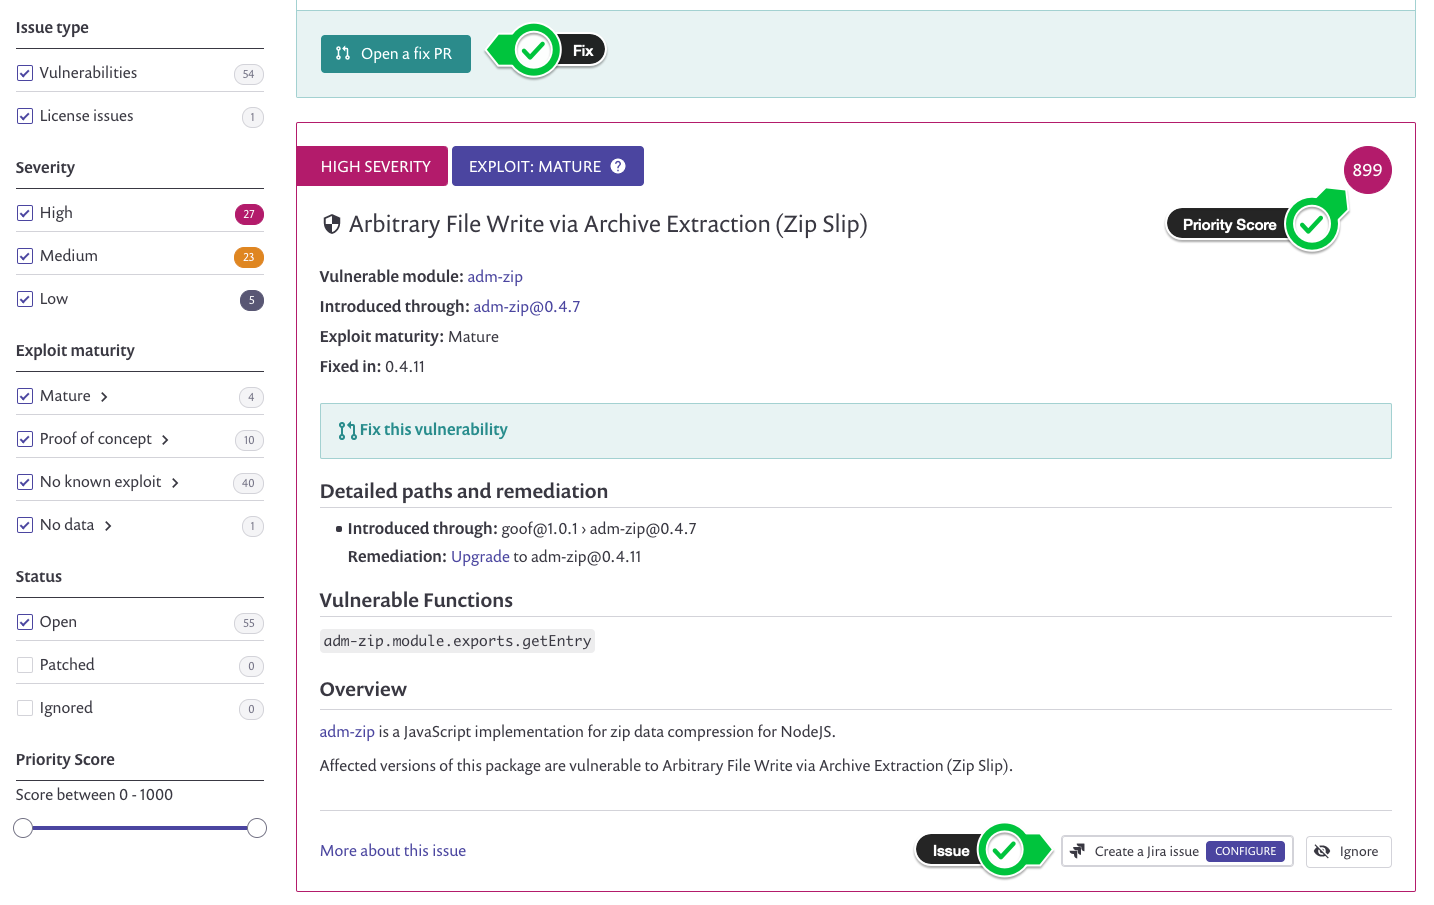 Issue type
Vulnerabilities 54
License issues 1
Severity
High 27
Medium 23
Low 5
Exploit maturity
Mature 4
Proof of concept 10
No known exploit 40
No data 1
Status
Open 55
Patched 0
Ignored 0
Priority Score
Score between 0 - 1000
Open a fix PR
Fix
HIGH SEVERITY
EXPLOIT: MATURE ?
899
Priority Score
Arbitrary File Write via Archive Extraction (Zip Slip)
Vulnerable module: adm-zip
Introduced through: adm-zip@0.4.7
Exploit maturity: Mature
Fixed in: 0.4.11
Fix this vulnerability
Detailed paths and remediation
• Introduced through: goof@1.0.1 › adm-zip@0.4.7
Remediation: Upgrade to adm-zip@0.4.11
Vulnerable Functions
adm-zip.module.exports.getEntry
Overview
adm-zip is a JavaScript implementation for zip data compression for NodeJS.
Affected versions of this package are vulnerable to Arbitrary File Write via Archive Extraction (Zip Slip).
More about this issue
Issue
Create a Jira issue CONFIGURE
Ignore